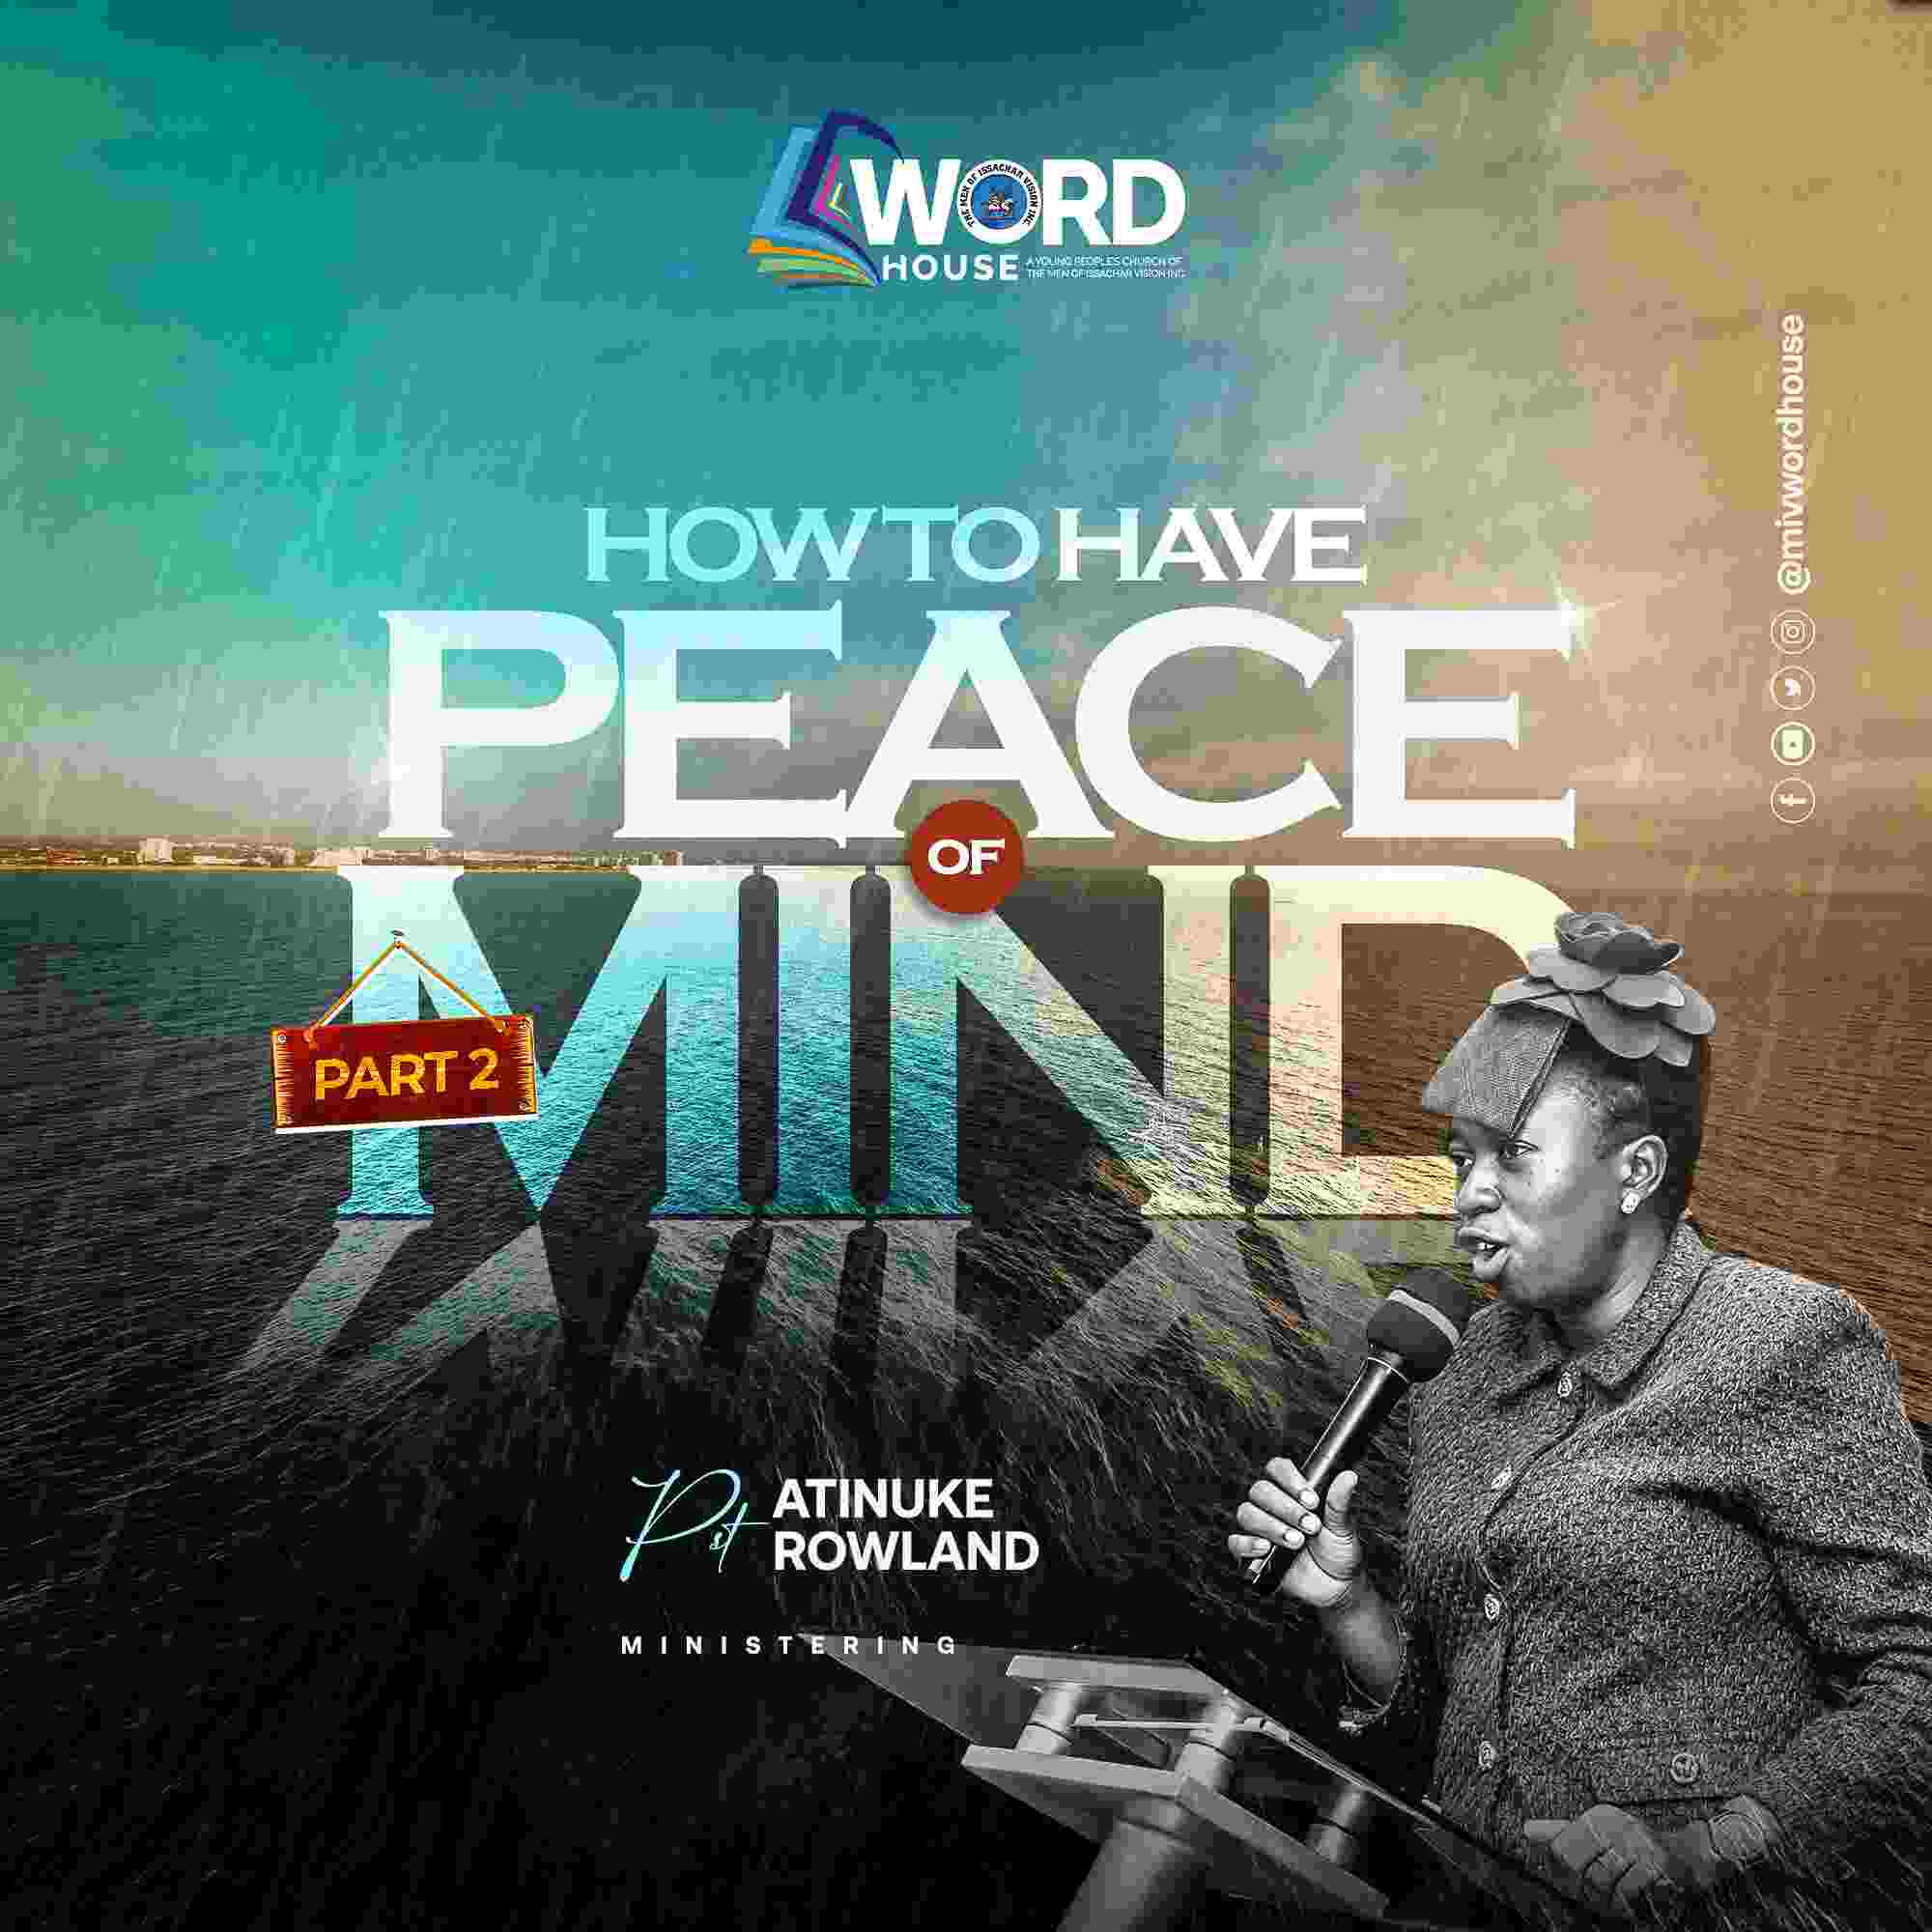 WORD
THE MEN OF ISSACHAR VISION INC
HOUSE
A YOUNG PEOPLE'S CHURCH OF
THE MEN OF ISSACHAR VISION INC
@mivwordhouse
HOW TO HAVE
PEACE
OF
MIND
PART 2
Pst ATINUKE
ROWLAND
MINISTERING